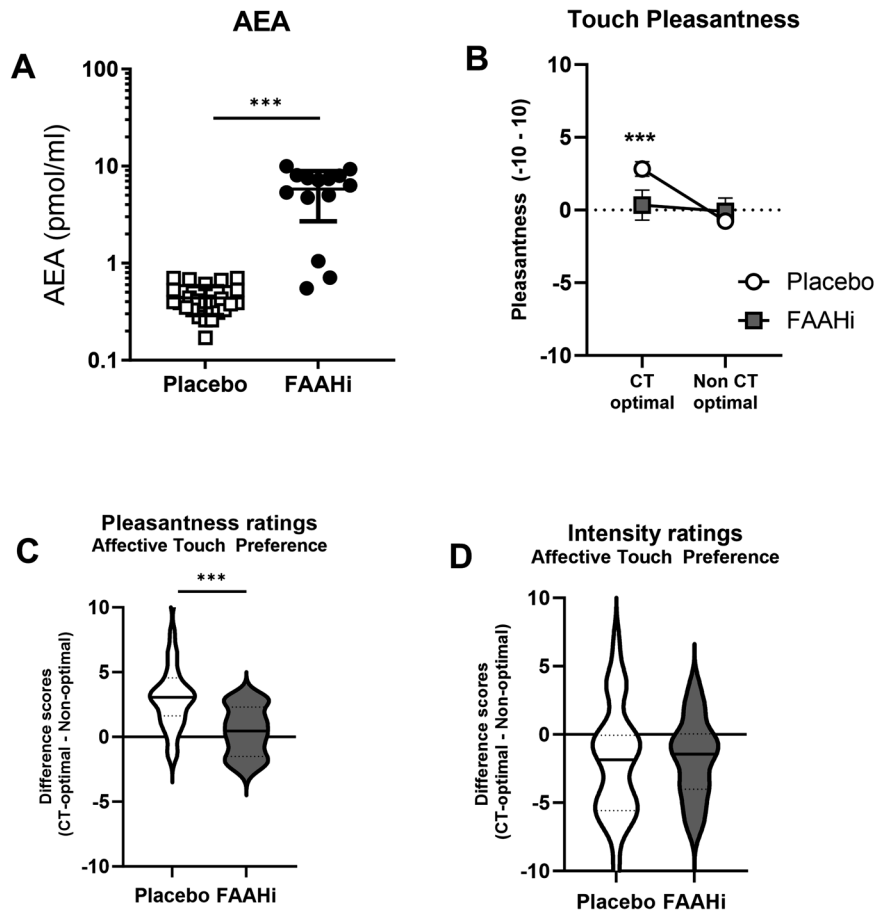 AEA
A
AEA (pmol/ml)
100
10
1
0.1
***
Placebo FAAHi
Touch Pleasantness
B
Pleasantness (-10 - 10)
10
5
0
-5
-10
***
Placebo
FAAHi
CT optimal
Non CT optimal
C
Pleasantness ratings
Affective Touch Preference
***
Difference scores
(CT-optimal - Non-optimal)
10
5
0
-5
-10
Placebo FAAHi
D
Intensity ratings
Affective Touch Preference
Difference scores
(CT-optimal - Non-optimal)
10
5
0
-5
-10
Placebo FAAHi